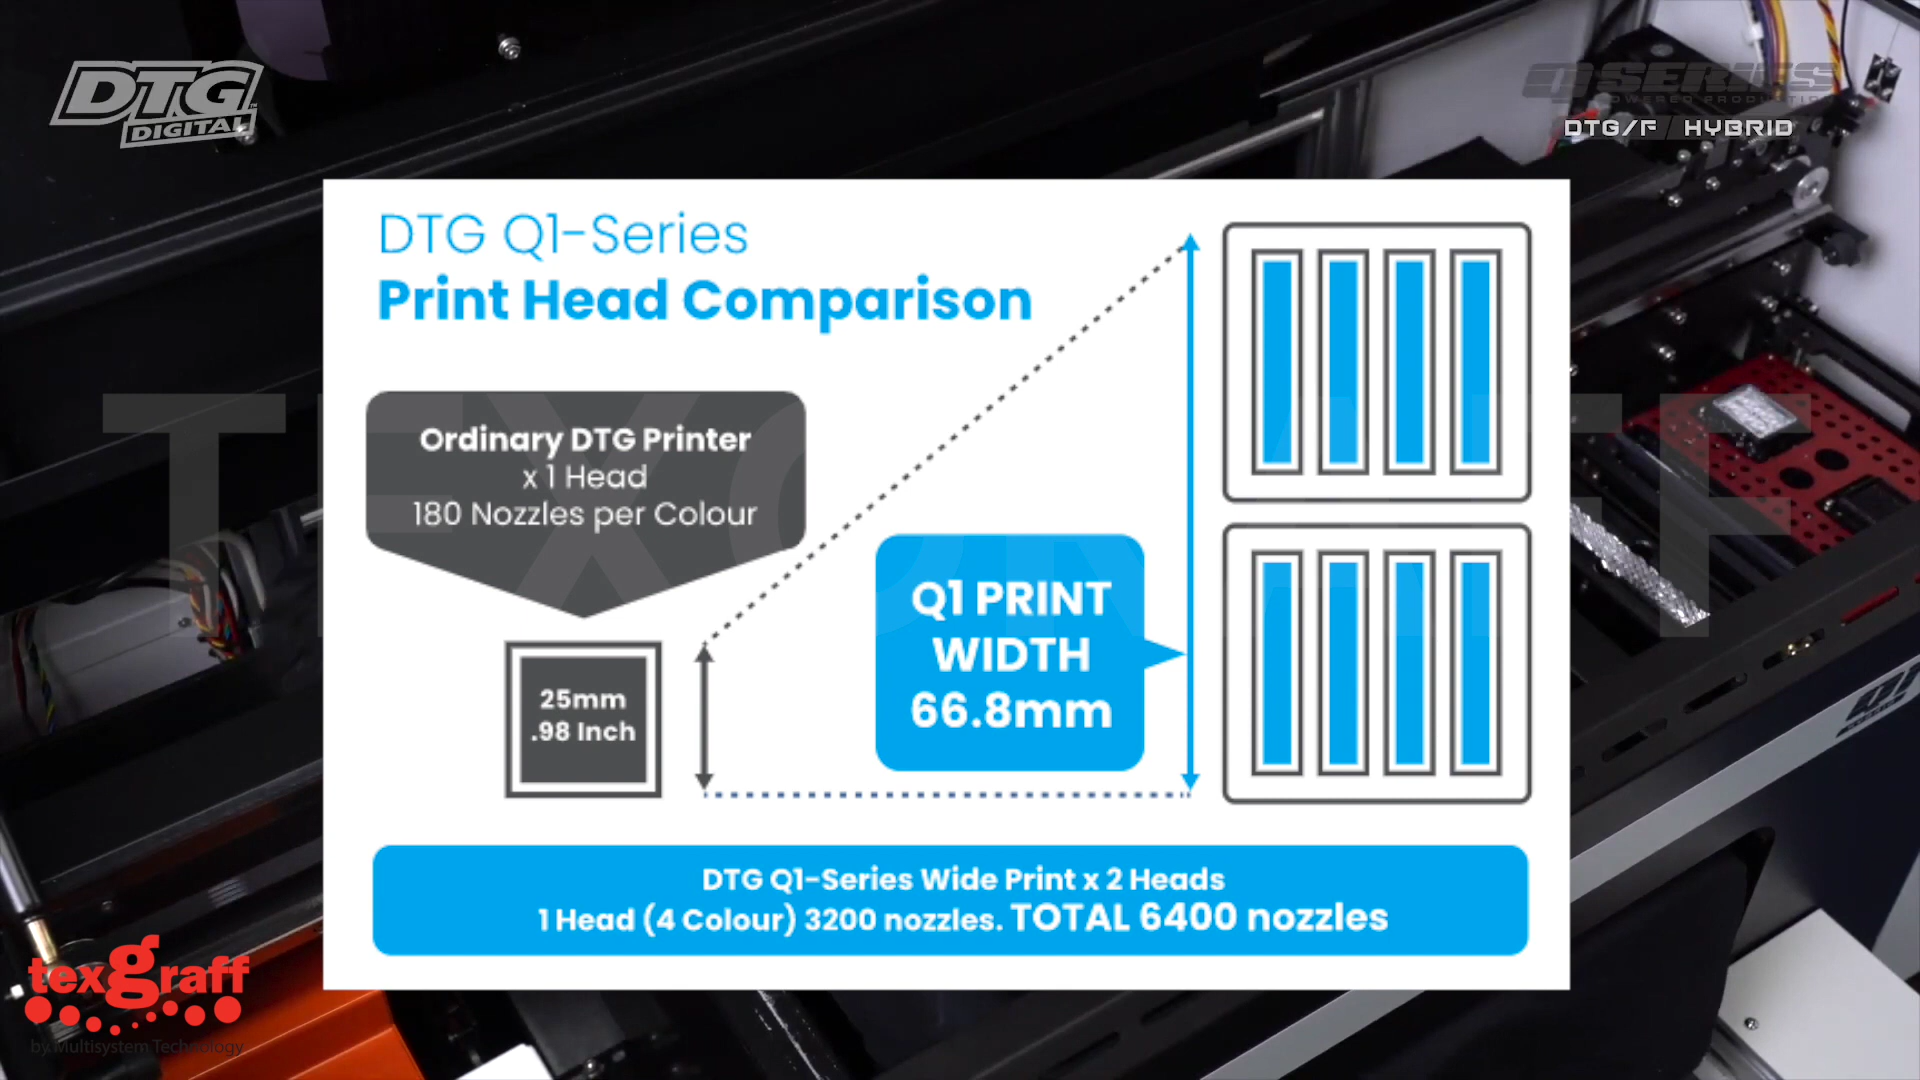 DTG
DIGITAL
Q SERIES
DTG/F HYBRID
DTG Q1-Series
Print Head Comparison
Ordinary DTG Printer
x 1 Head
180 Nozzles per Colour
25mm
.98 Inch
Q1 PRINT
WIDTH
66.8mm
DTG Q1-Series Wide Print x 2 Heads
1 Head (4 Colour) 3200 nozzles. TOTAL 6400 nozzles
texgraff
by Multisystem Technology